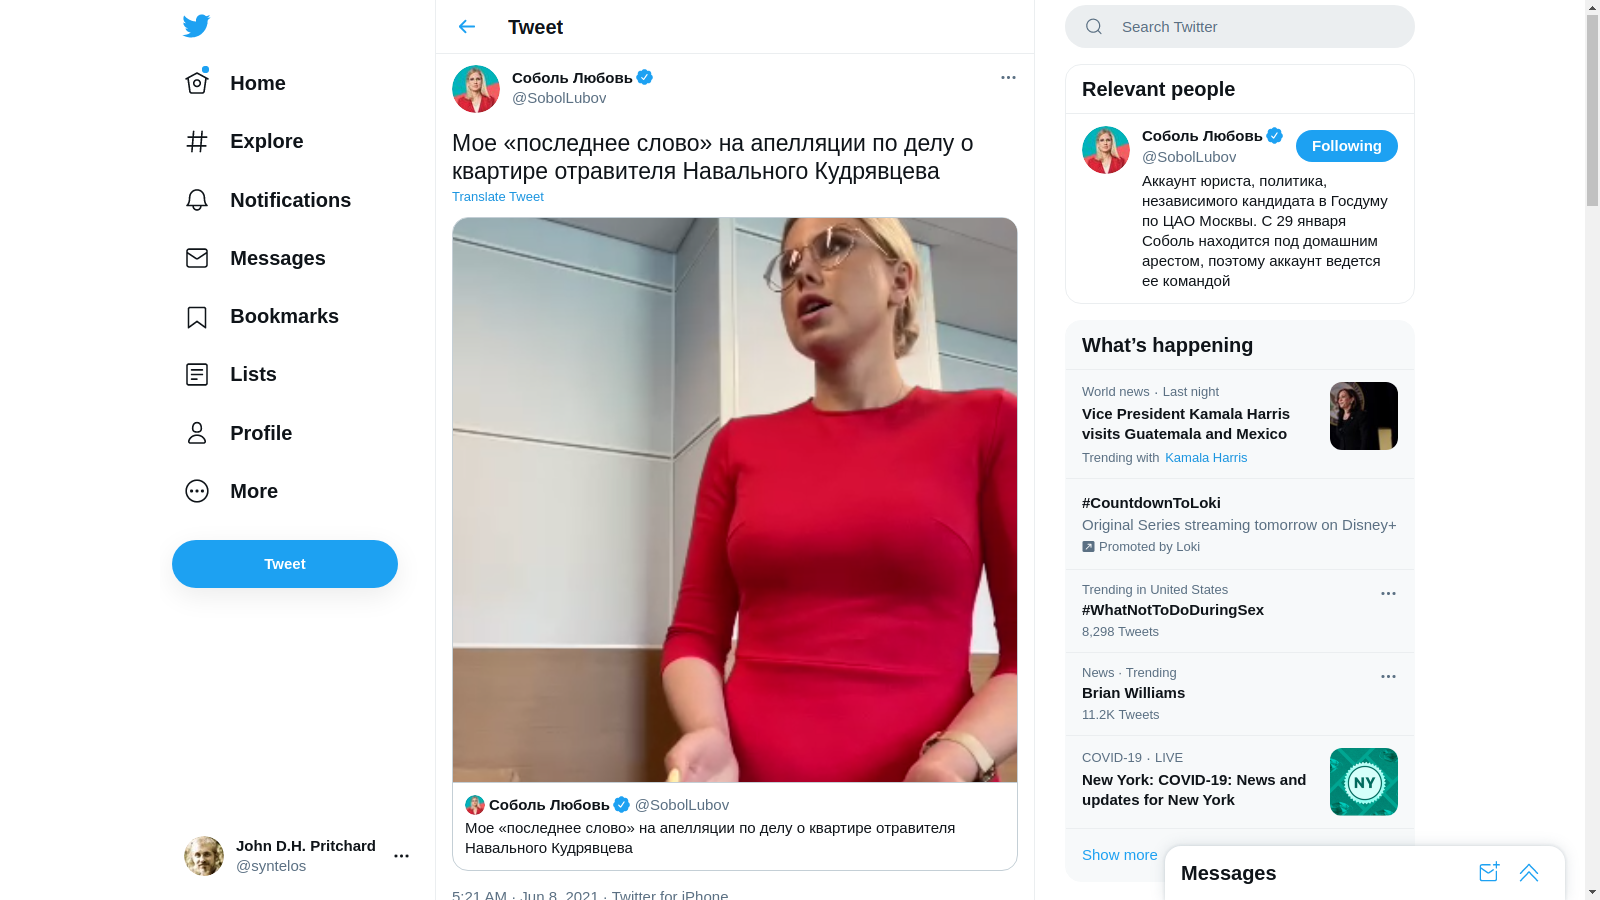 Home
Explore
Notifications
Messages
Bookmarks
Lists
Profile
More
Tweet
John D.H. Pritchard
@syntelos
Tweet
Соболь Любовь
@SobolLubov
Мое «последнее слово» на апелляции по делу о
квартире отравителя Навального Кудрявцева
Translate Tweet
Соболь Любовь @SobolLubov
Мое «последнее слово» на апелляции по делу о квартире отравителя
Навального Кудрявцева
5:21 AM · Jun 8, 2021 · Twitter for iPhone
Search Twitter
Relevant people
Соболь Любовь
@SobolLubov
Following
Аккаунт юриста, политика,
независимого кандидата в Госдуму
по ЦАО Москвы. С 29 января
Соболь находится под домашним
арестом, поэтому аккаунт ведется
ее командой
What's happening
World news · Last night
Vice President Kamala Harris
visits Guatemala and Mexico
Trending with Kamala Harris
#CountdownToLoki
Original Series streaming tomorrow on Disney+
Promoted by Loki
Trending in United States
#WhatNotToDoDuringSex
8,298 Tweets
News · Trending
Brian Williams
11.2K Tweets
COVID-19 · LIVE
New York: COVID-19: News and
updates for New York
NY
Show more
Messages